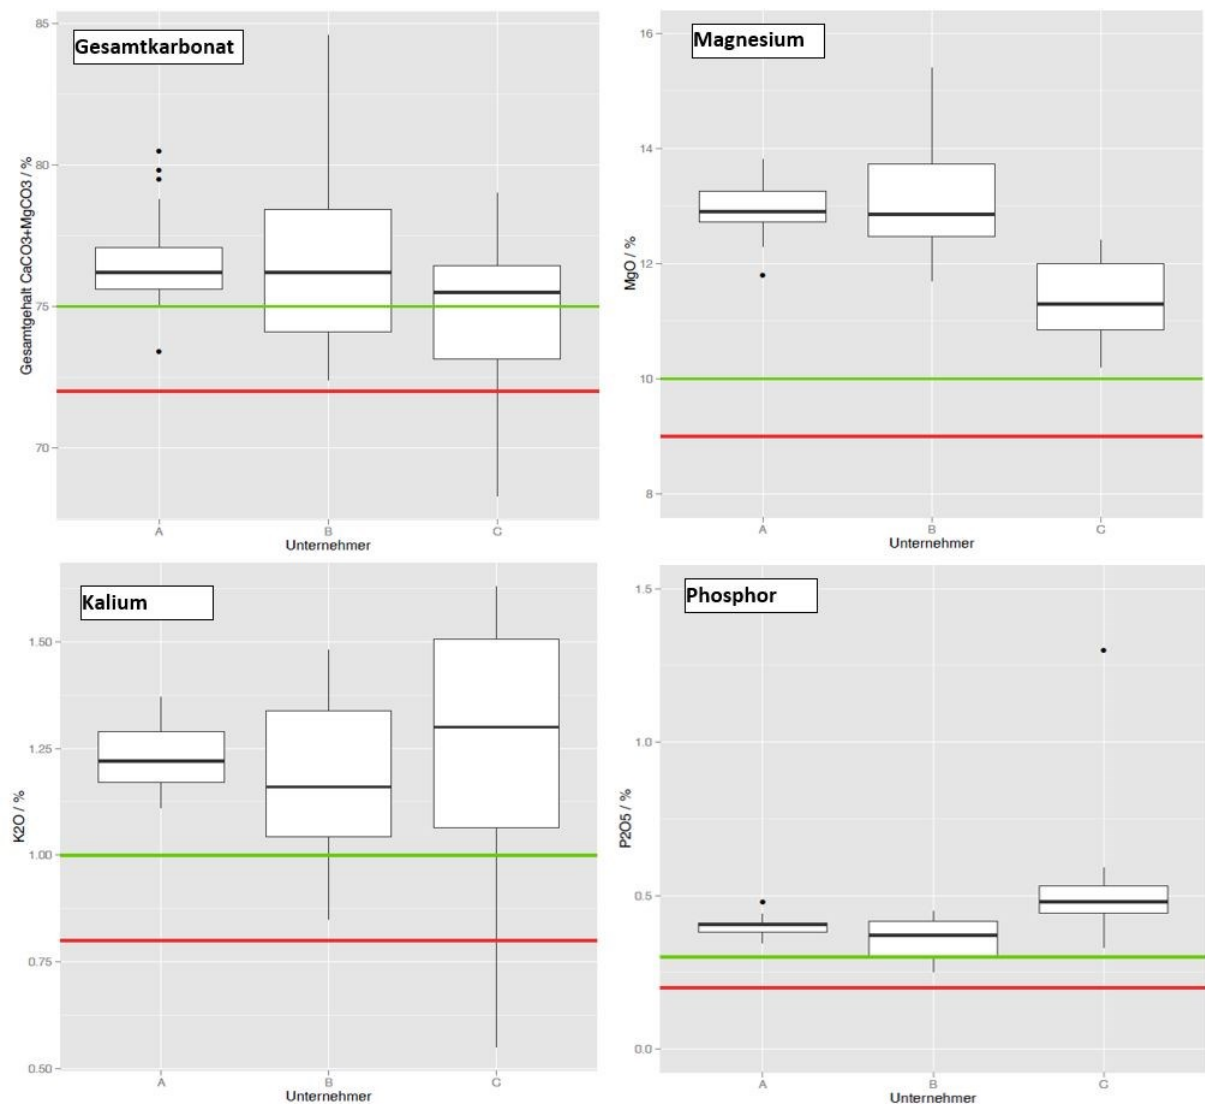 Gesamtkarbonat
85
80
75
70
Gesamtgehalt CaCO3+MgCO3 / %
A
B
C
Unternehmer
Magnesium
16
14
12
10
8
MgO / %
A
B
C
Unternehmer
Kalium
1.50
1.25
1.00
0.75
0.50
K2O / %
A
B
C
Unternehmer
Phosphor
1.5
1.0
0.5
0.0
P2O5 / %
A
B
C
Unternehmer